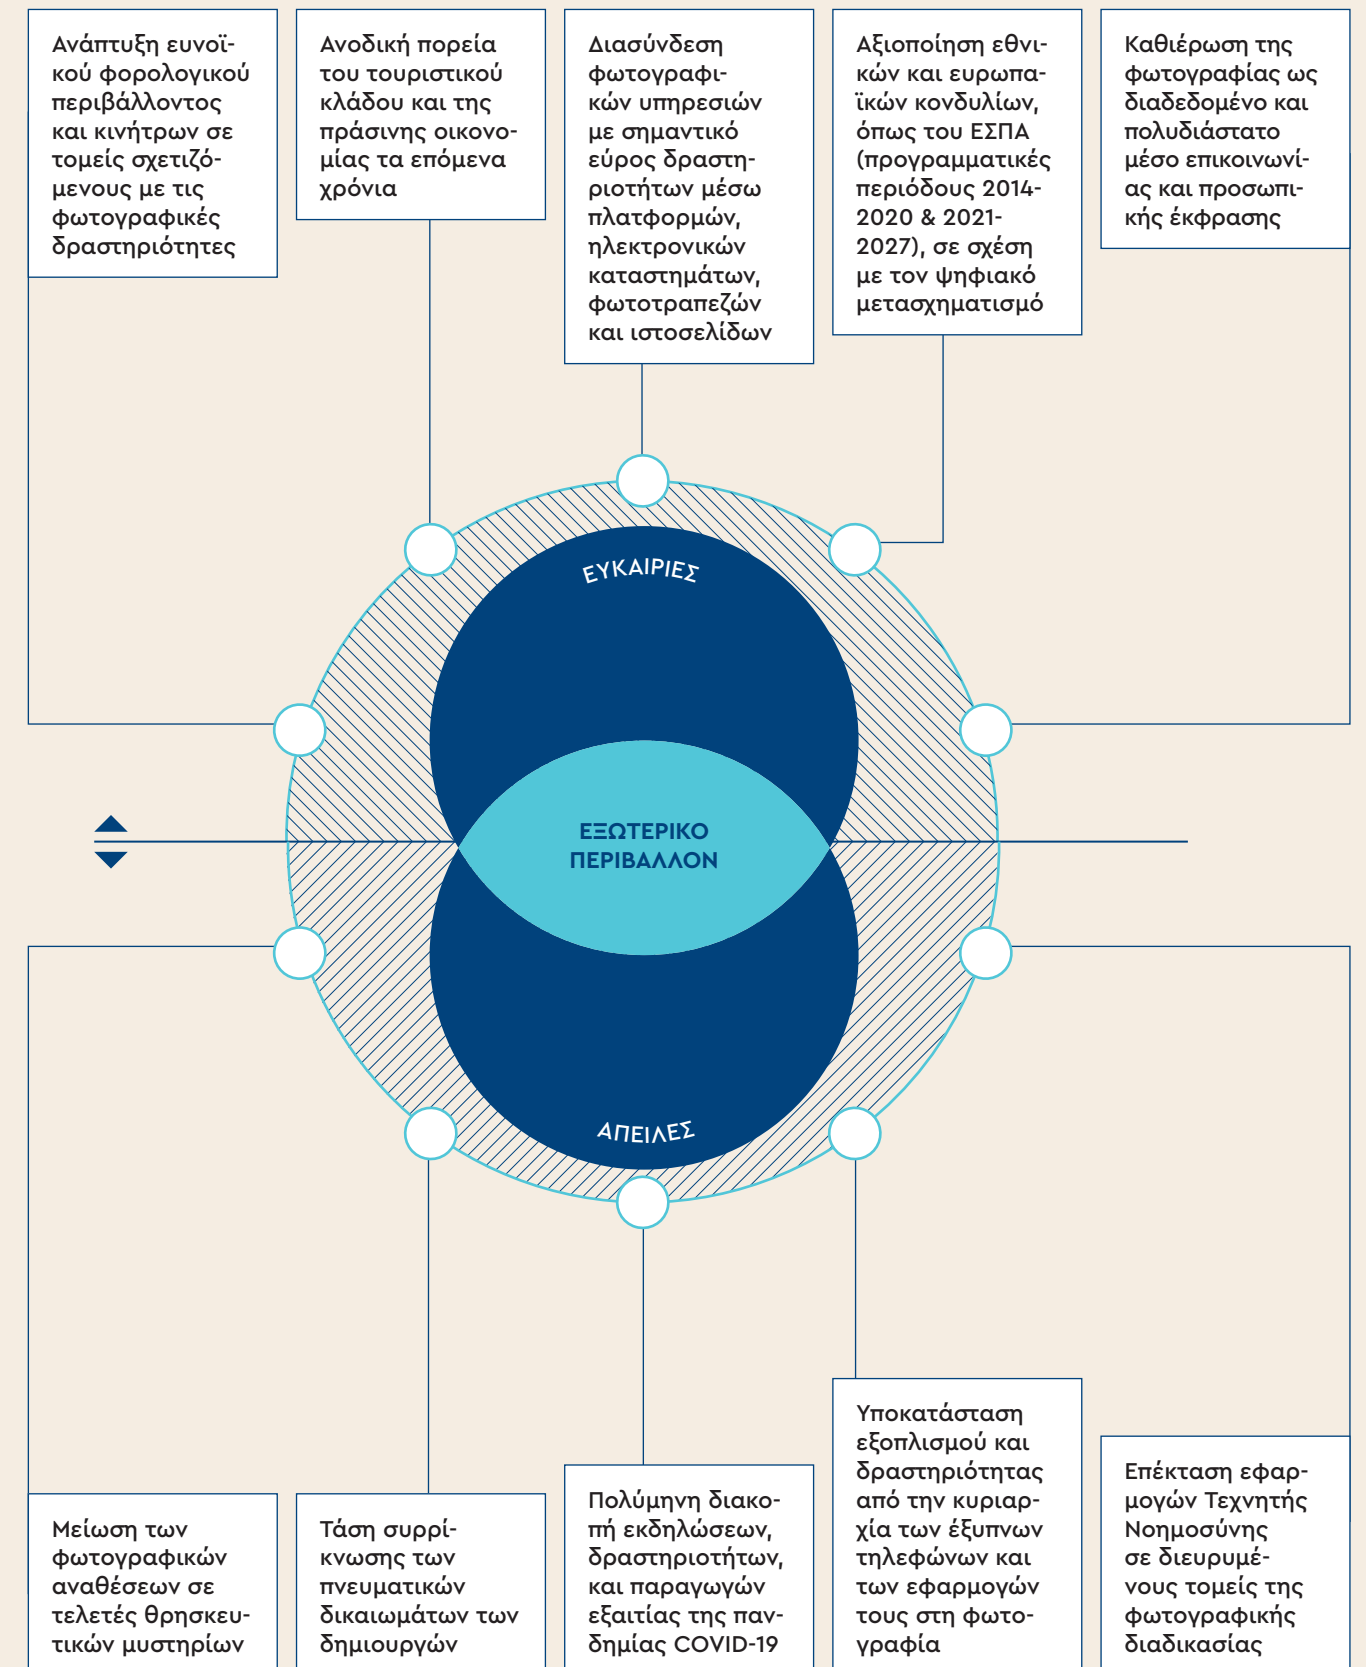 Ανάπτυξη ευνοϊ-
κού φορολογικού
περιβάλλοντος
και κινήτρων σε
τομείς σχετιζό-
μενους με τις
φωτογραφικές
δραστηριότητες
Ανοδική πορεία
του τουριστικού
κλάδου και της
πράσινης οικονο-
μίας τα επόμενα
χρόνια
Διασύνδεση
φωτογραφι-
κών υπηρεσιών
με σημαντικό
εύρος δραστη-
ριοτήτων μέσω
πλατφορμών,
ηλεκτρονικών
καταστημάτων,
φωτοτραπεζών
και ιστοσελίδων
Αξιοποίηση εθνι-
κών και ευρωπα-
ϊκών κονδυλίων,
όπως του ΕΣΠΑ
(προγραμματικές
περιόδους 2014-
2020 & 2021-
2027), σε σχέση
με τον ψηφιακό
μετασχηματισμό
Καθιέρωση της
φωτογραφίας ως
διαδεδομένο και
πολυδιάστατο
μέσο επικοινωνί-
ας και προσωπι-
κής έκφρασης
ΕΥΚΑΙΡΙΕΣ
ΕΞΩΤΕΡΙΚΟ
ΠΕΡΙΒΑΛΛΟΝ
ΑΠΕΙΛΕΣ
Μείωση των
φωτογραφικών
αναθέσεων σε
τελετές θρησκευ-
τικών μυστηρίων
Τάση συρρί-
κνωσης των
πνευματικών
δικαιωμάτων των
δημιουργών
Πολύμηνη διακο-
πή εκδηλώσεων,
δραστηριοτήτων,
και παραγωγών
εξαιτίας της παν-
δημίας COVID-19
Υποκατάσταση
εξοπλισμού και
δραστηριότητας
από την κυριαρ-
χία των έξυπνων
τηλεφώνων και
των εφαρμογών
τους στη φωτο-
γραφία
Επέκταση εφαρ-
μογών Τεχνητής
Νοημοσύνης
σε διευρυμέ-
νους τομείς της
φωτογραφικής
διαδικασίας